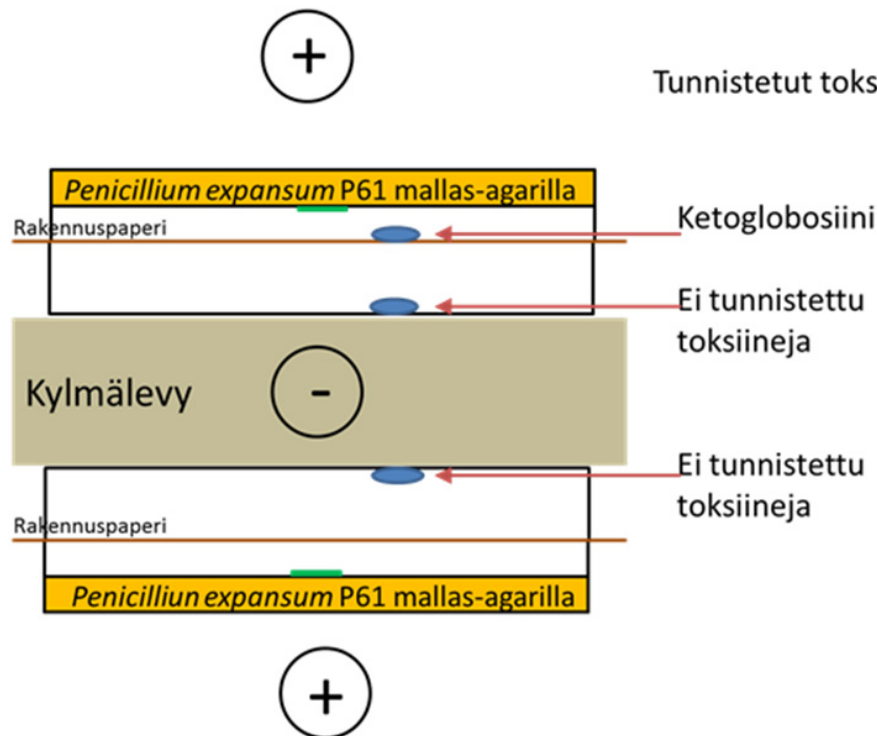 +
Tunnistetut toks
Penicillium expansum P61 mallas-agarilla
Rakennuspaperi
Ketoglobosiini
Ei tunnistettu
toksiineja
Kylmälevy
-
Ei tunnistettu
toksiineja
Rakennuspaperi
Penicilliun expansum P61 mallas-agarilla
+